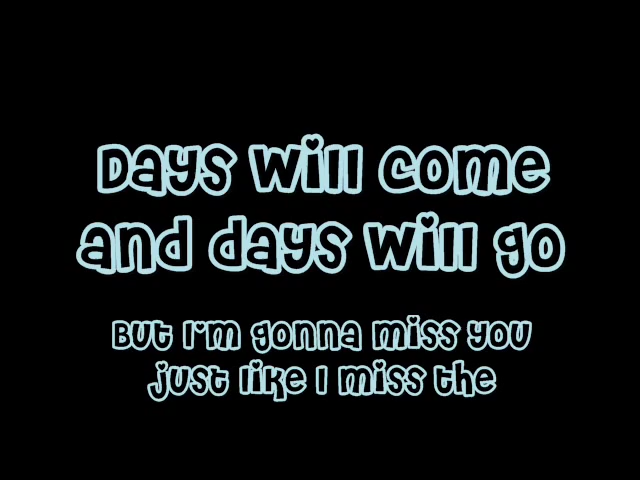 Days will come
and days will go
But I'm gonna miss you
just like I miss the